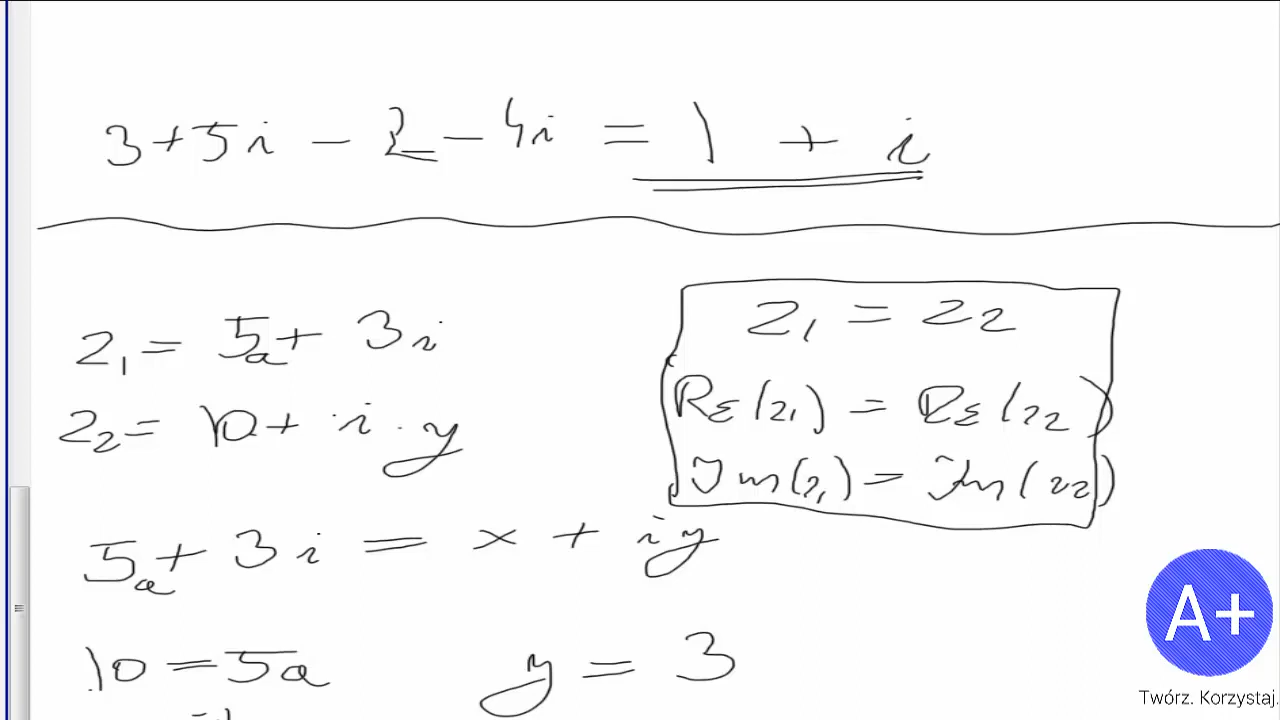 3+5i - 2 - 4i = 1 + i
z₁ = 5a + 3i
z₂ = 10 + i · y
z₁ = z₂
Re(z₁) = Re(z₂)
Im(z₁) = Im(z₂)
5a + 3i = x + iy
10 = 5a y = 3
A+
Twórz. Korzystaj.